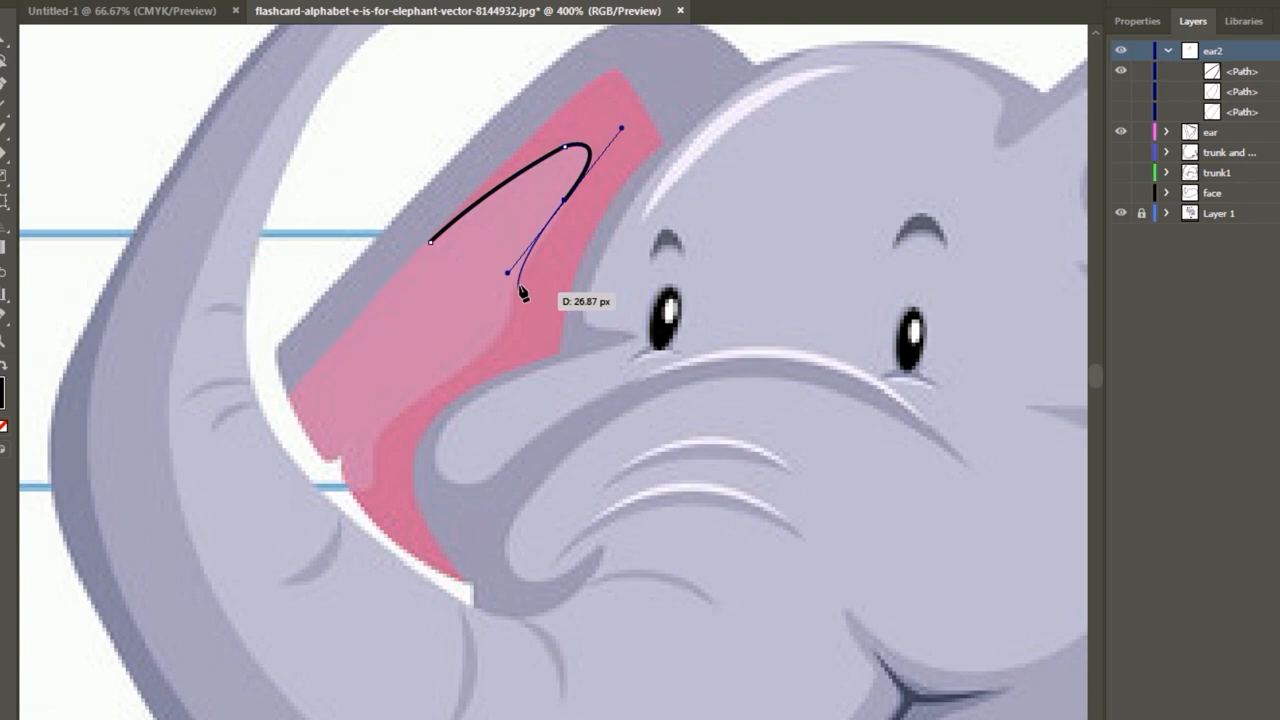 Untitled-1 @ 66.67% (CMYK/Preview)
flashcard-alphabet-e-is-for-elephant-vector-8144932.jpg* @ 400% (RGB/Preview)
Properties
Layers
Libraries
ear2
<Path>
<Path>
<Path>
ear
trunk and ...
trunk1
face
Layer 1
D: 26.87 px